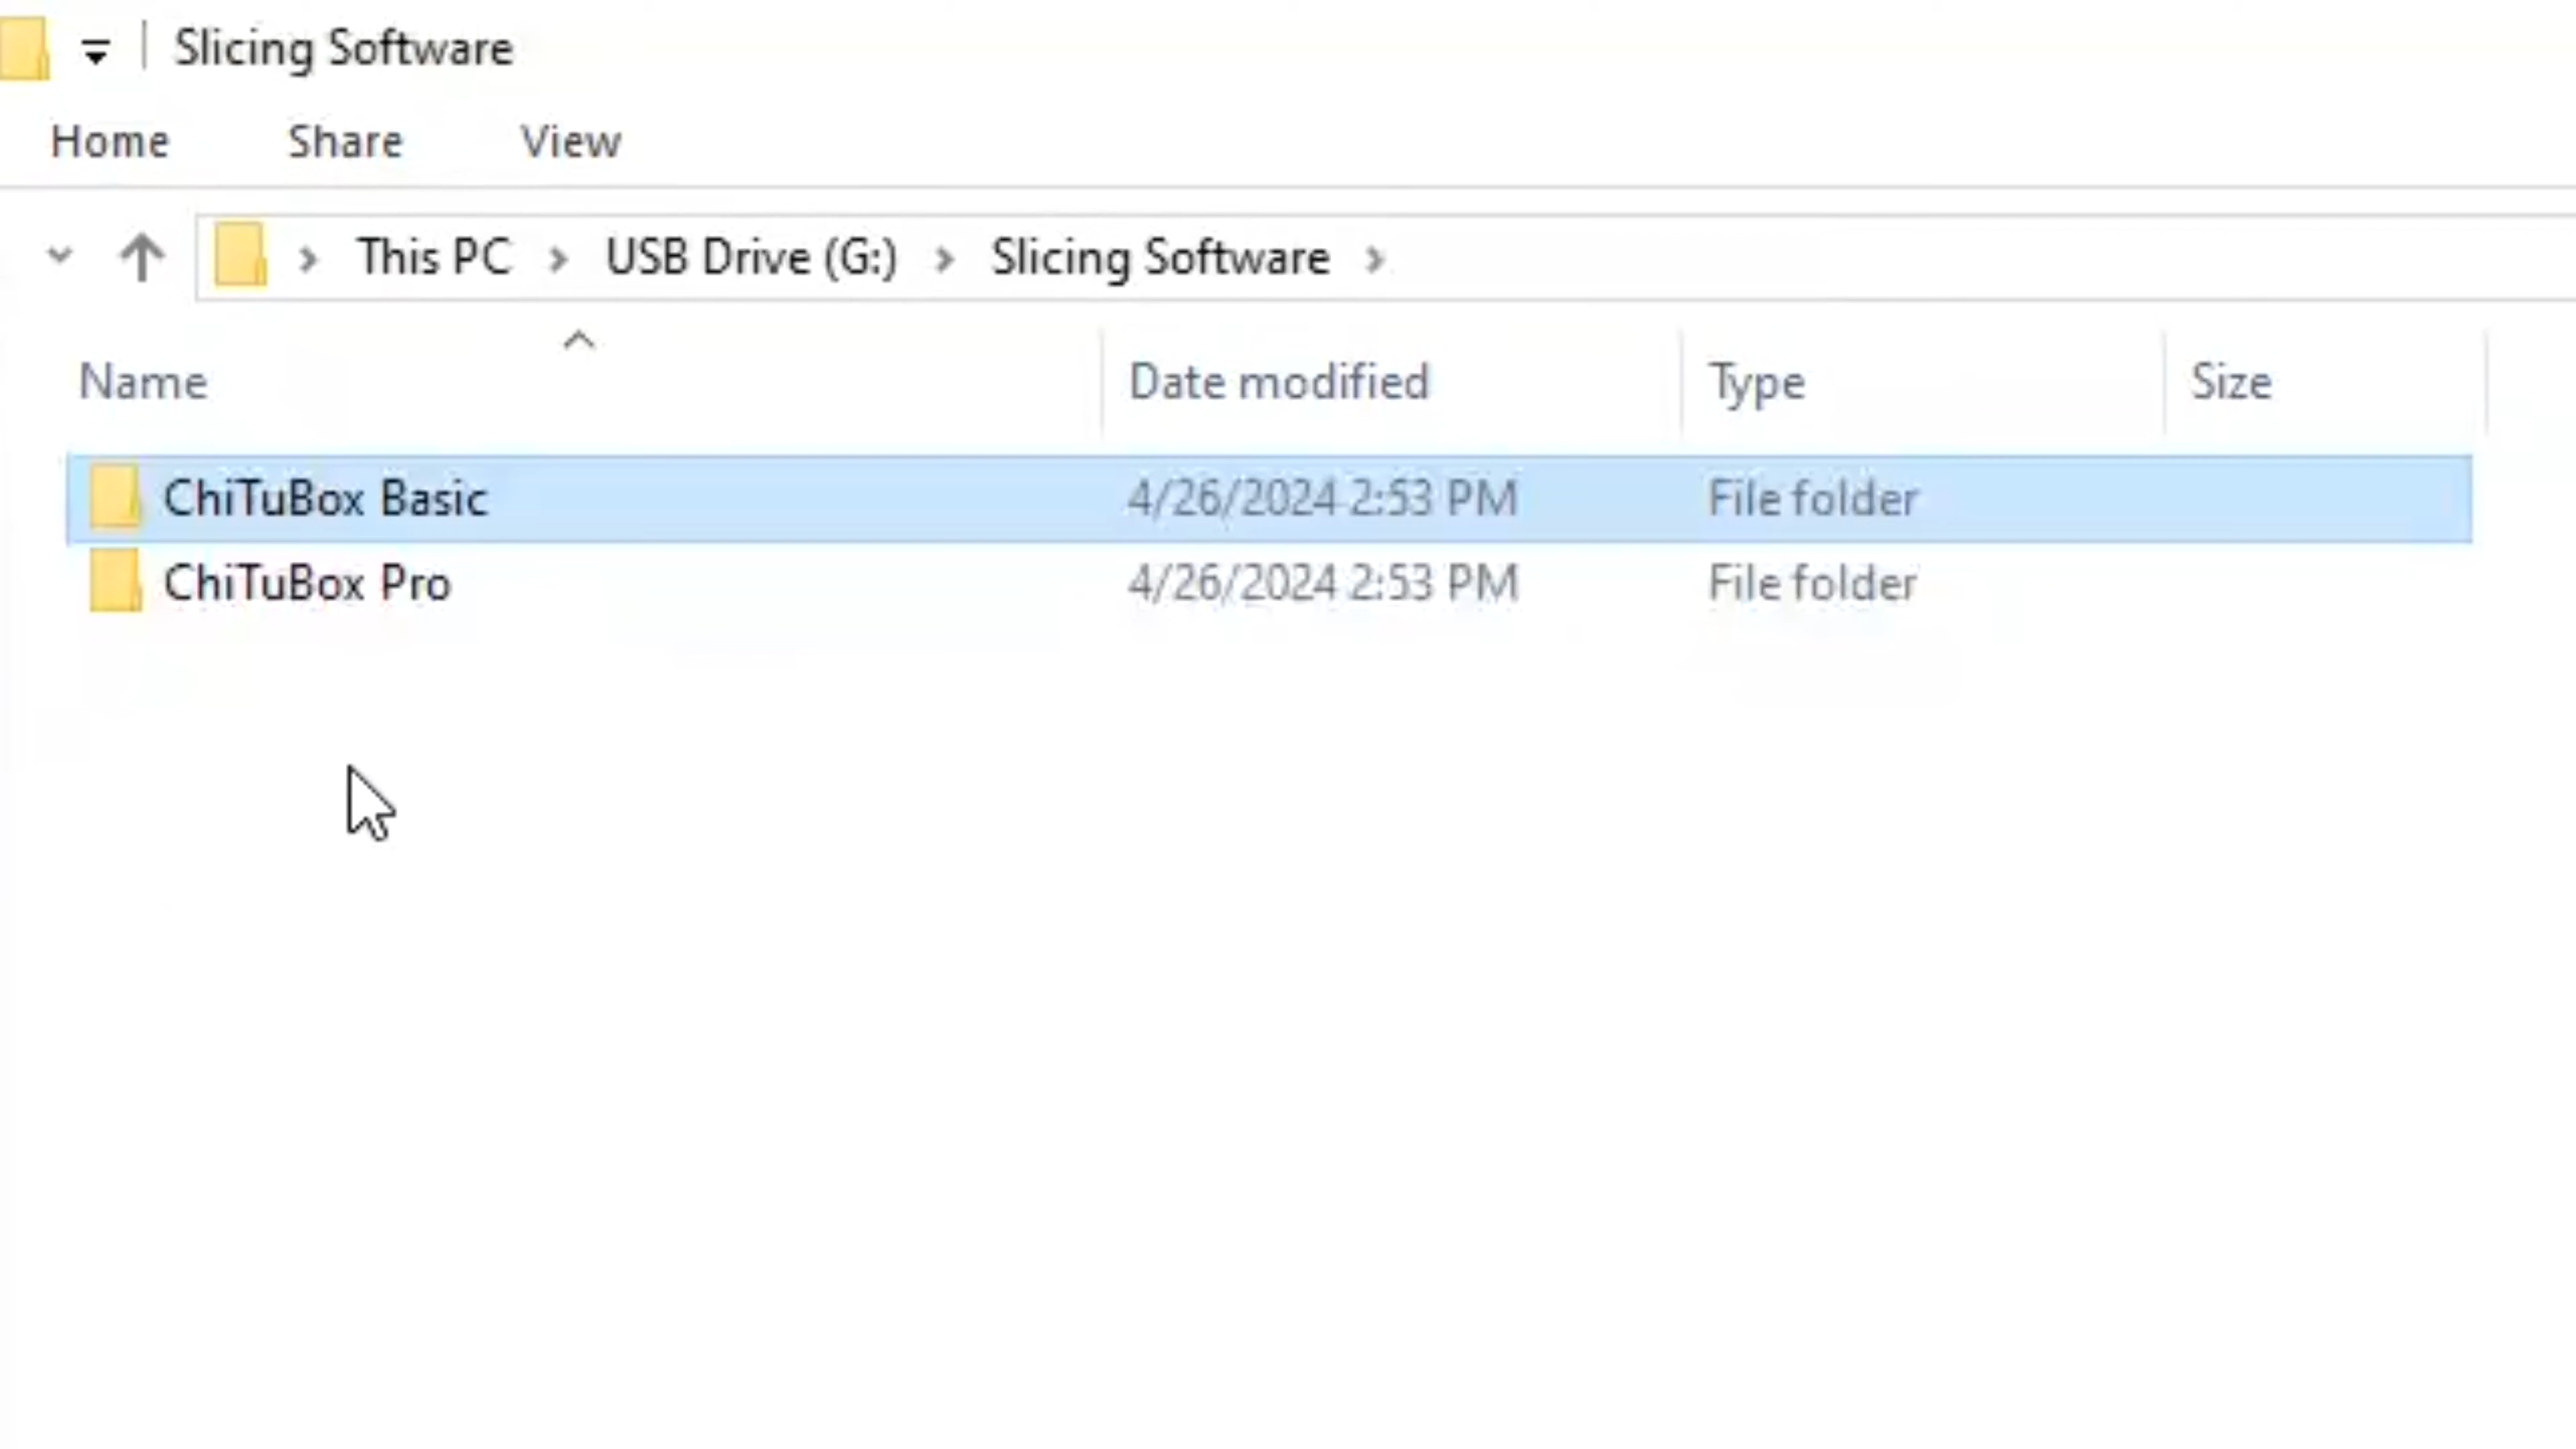 Slicing Software
Home Share View
This PC > USB Drive (G:) > Slicing Software >
Name Date modified Type Size
ChiTuBox Basic 4/26/2024 2:53 PM File folder
ChiTuBox Pro 4/26/2024 2:53 PM File folder